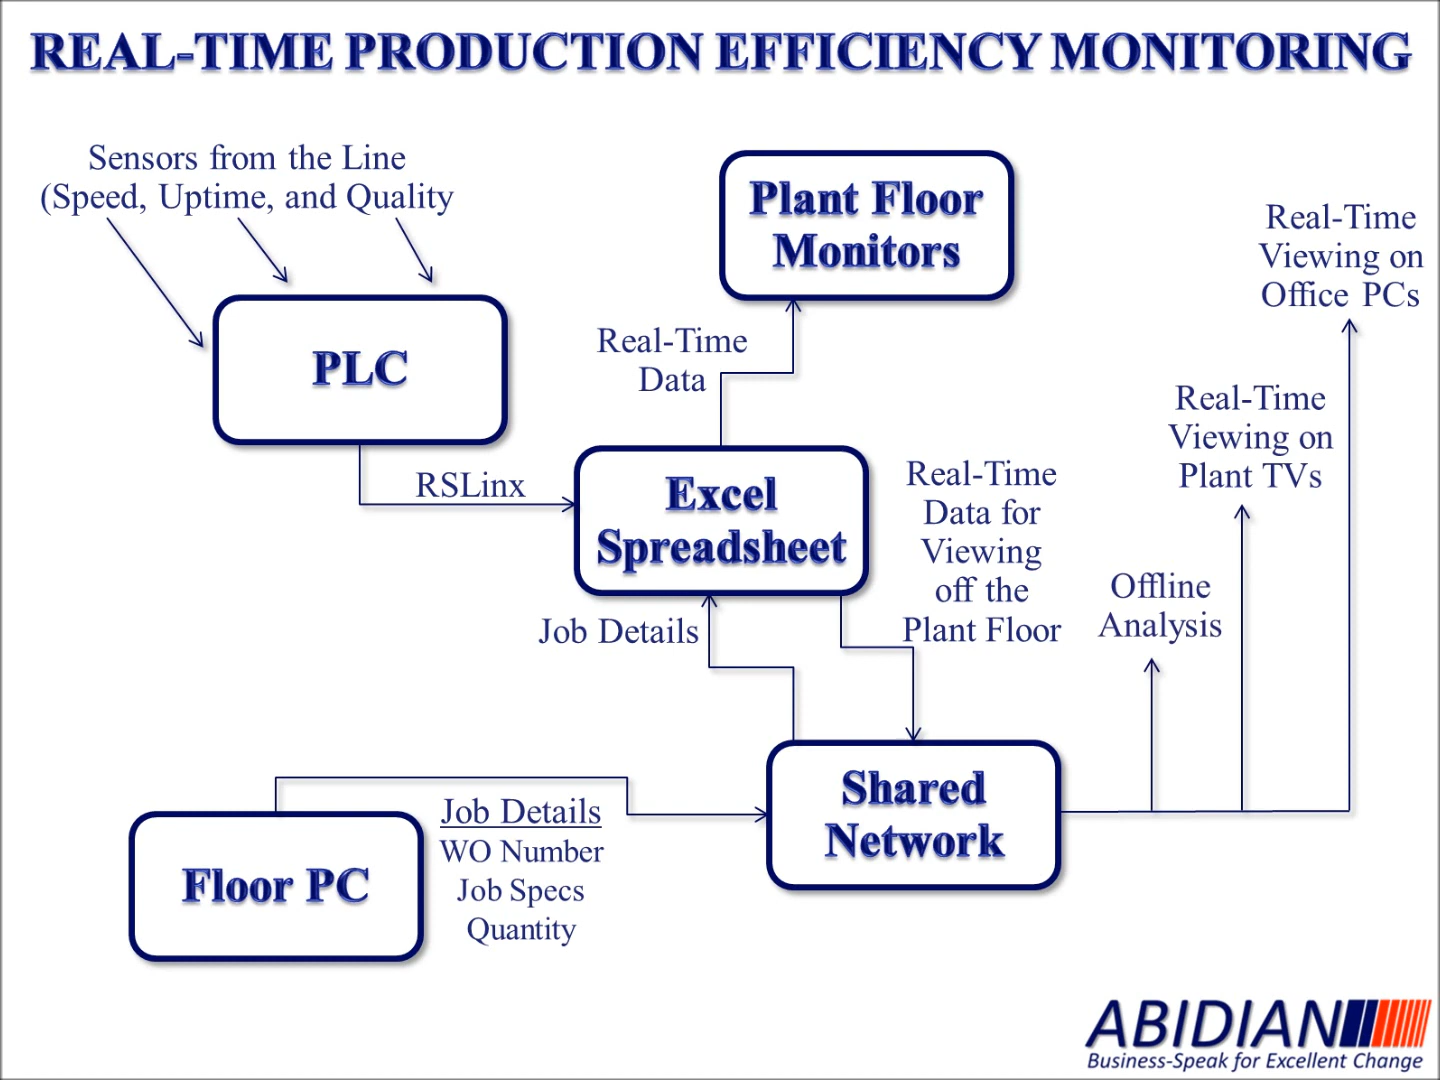 REAL-TIME PRODUCTION EFFICIENCY MONITORING
Sensors from the Line
(Speed, Uptime, and Quality
PLC
RSLinx
Plant Floor
Monitors
Real-Time
Data
Excel
Spreadsheet
Job Details
Real-Time
Data for
Viewing
off the
Plant Floor
Offline
Analysis
Real-Time
Viewing on
Plant TVs
Real-Time
Viewing on
Office PCs
Shared
Network
Floor PC
Job Details
WO Number
Job Specs
Quantity
ABIDIAN
Business-Speak for Excellent Change